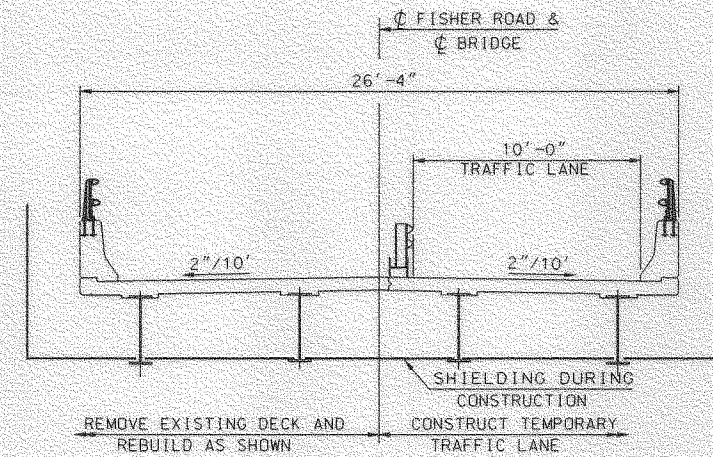 ℄ FISHER ROAD &
℄ BRIDGE
26'-4"
10'-0"
TRAFFIC LANE
2"/10'
2"/10'
SHIELDING DURING
CONSTRUCTION
REMOVE EXISTING DECK AND
REBUILD AS SHOWN
CONSTRUCT TEMPORARY
TRAFFIC LANE